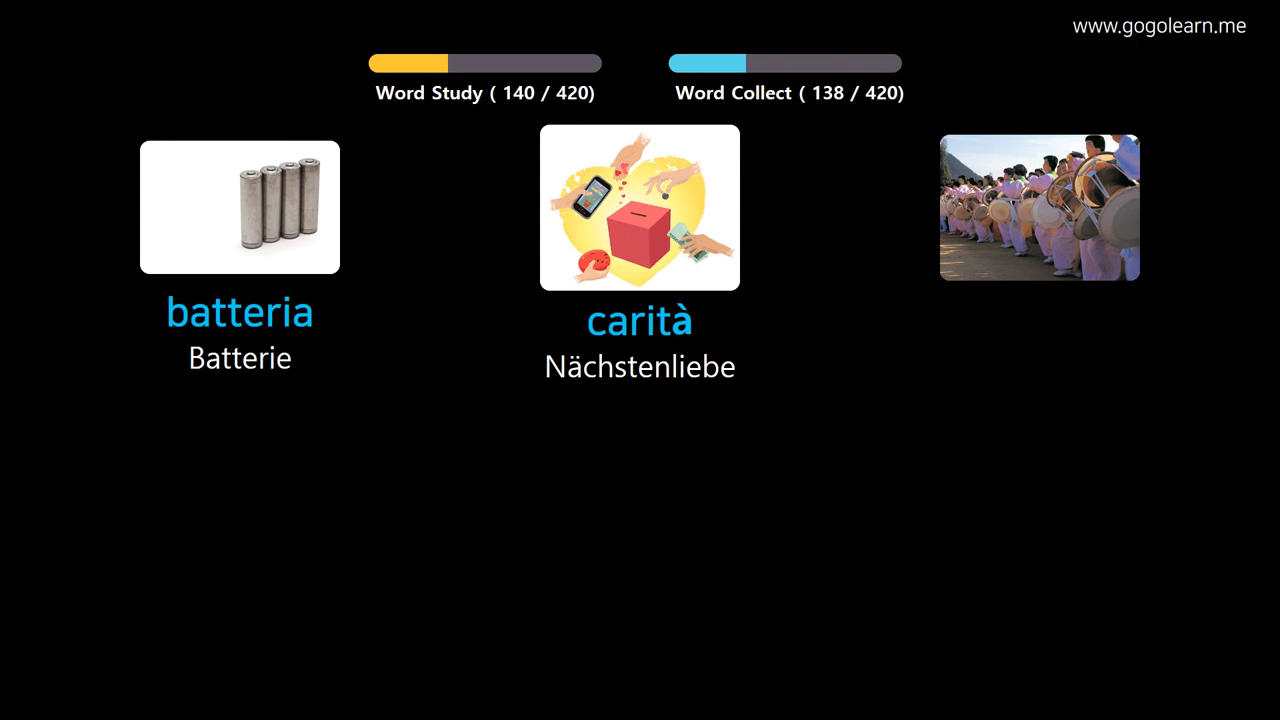 www.gogolearn.me
Word Study ( 140 / 420)
Word Collect ( 138 / 420)
batteria
Batterie
carità
Nächstenliebe